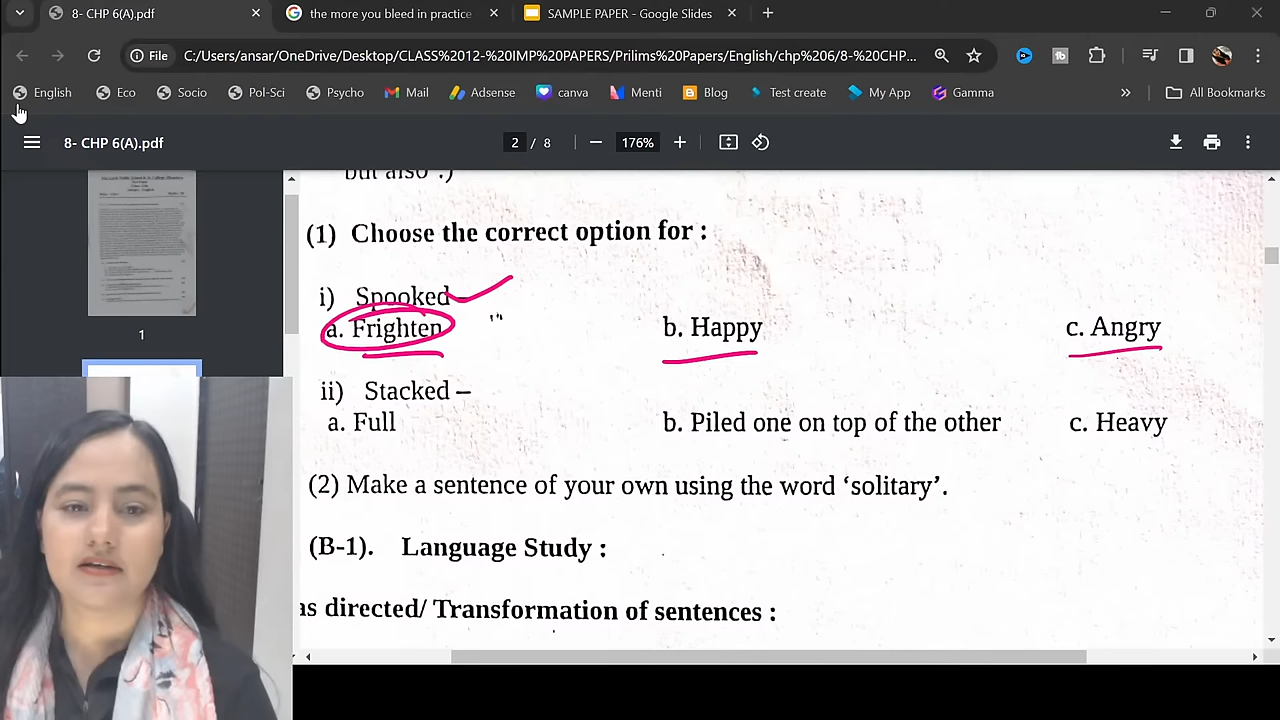 8- CHP 6(A).pdf
the more you bleed in practice
SAMPLE PAPER - Google Slides
File
C:/Users/ansar/OneDrive/Desktop/CLASS%2012-%20IMP%20PAPERS/Prilims%20Papers/English/chp%206/8-%20CHP...
English
Eco
Socio
Pol-Sci
Psycho
Mail
Adsense
canva
Menti
Blog
Test create
My App
Gamma
All Bookmarks
8- CHP 6(A).pdf
2 / 8
176%
1
but also .)
(1) Choose the correct option for :
i) Spooked
a. Frighten b. Happy c. Angry
ii) Stacked –
a. Full b. Piled one on top of the other c. Heavy
(2) Make a sentence of your own using the word ‘solitary’.
(B-1). Language Study :
as directed/ Transformation of sentences :